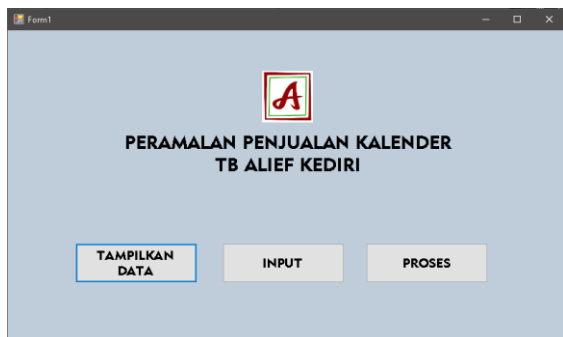 Form1
A
PERAMALAN PENJUALAN KALENDER
TB ALIEF KEDIRI
TAMPILKAN
DATA
INPUT
PROSES